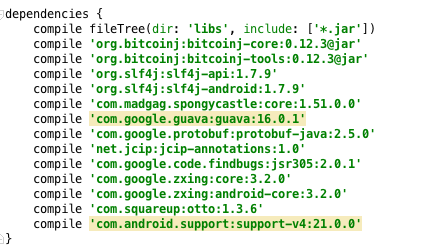 dependencies {
    compile fileTree(dir: 'libs', include: ['*.jar'])
    compile 'org.bitcoinj:bitcoinj-core:0.12.3@jar'
    compile 'org.bitcoinj:bitcoinj-tools:0.12.3@jar'
    compile 'org.slf4j:slf4j-api:1.7.9'
    compile 'org.slf4j:slf4j-android:1.7.9'
    compile 'com.madgag.spongycastle:core:1.51.0.0'
    compile 'com.google.guava:guava:16.0.1'
    compile 'com.google.protobuf:protobuf-java:2.5.0'
    compile 'net.jcip:jcip-annotations:1.0'
    compile 'com.google.code.findbugs:jsr305:2.0.1'
    compile 'com.google.zxing:core:3.2.0'
    compile 'com.google.zxing:android-core:3.2.0'
    compile 'com.squareup:otto:1.3.6'
    compile 'com.android.support:support-v4:21.0.0'
}